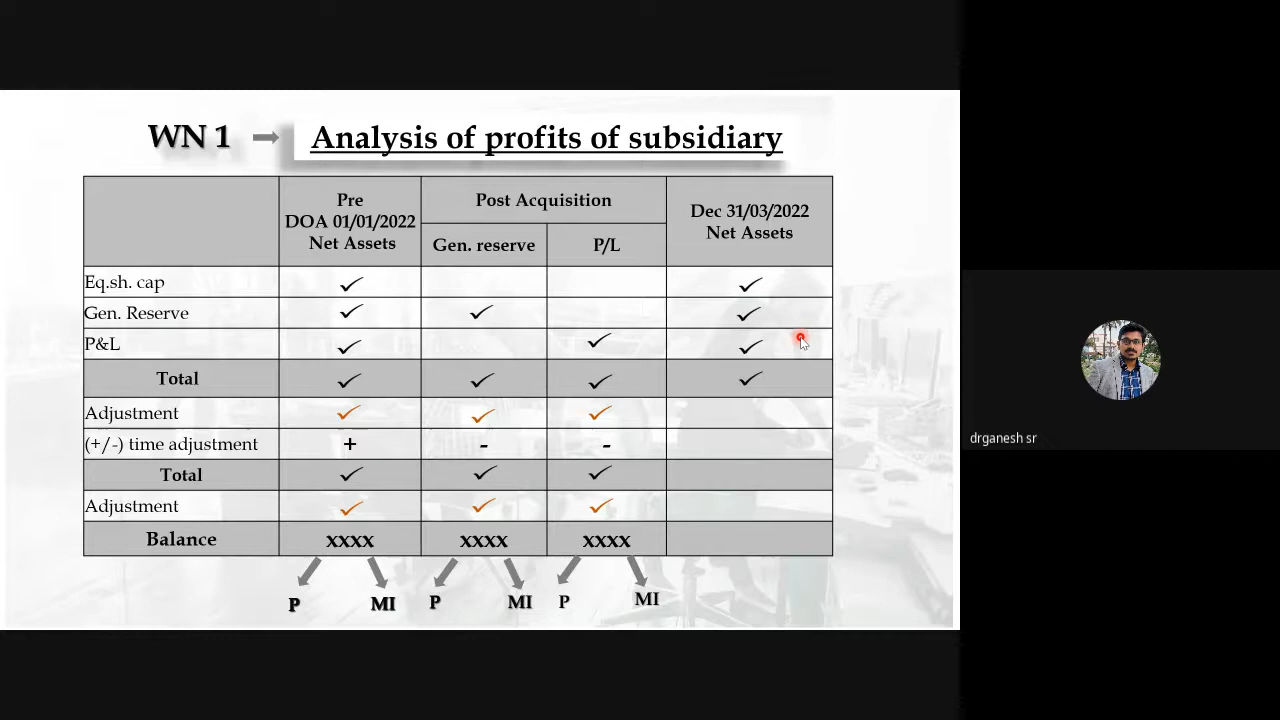 WN 1 Analysis of profits of subsidiary
Pre
DOA 01/01/2022
Net Assets
Post Acquisition
Dec 31/03/2022
Net Assets
Gen. reserve P/L
Eq.sh. cap
Gen. Reserve
P&L
Total
Adjustment
(+/-) time adjustment + - -
Total
Adjustment
Balance xxxx xxxx xxxx
P MI P MI P MI
drganesh sr